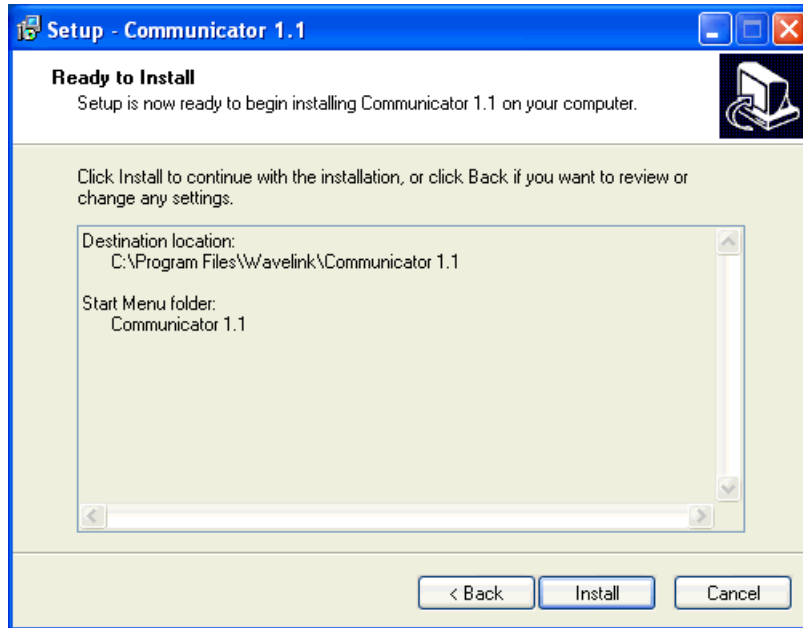 Setup - Communicator 1.1
Ready to Install
Setup is now ready to begin installing Communicator 1.1 on your computer.
Click Install to continue with the installation, or click Back if you want to review or
change any settings.
Destination location:
C:\Program Files\Wavelink\Communicator 1.1
Start Menu folder:
Communicator 1.1
< Back
Install
Cancel